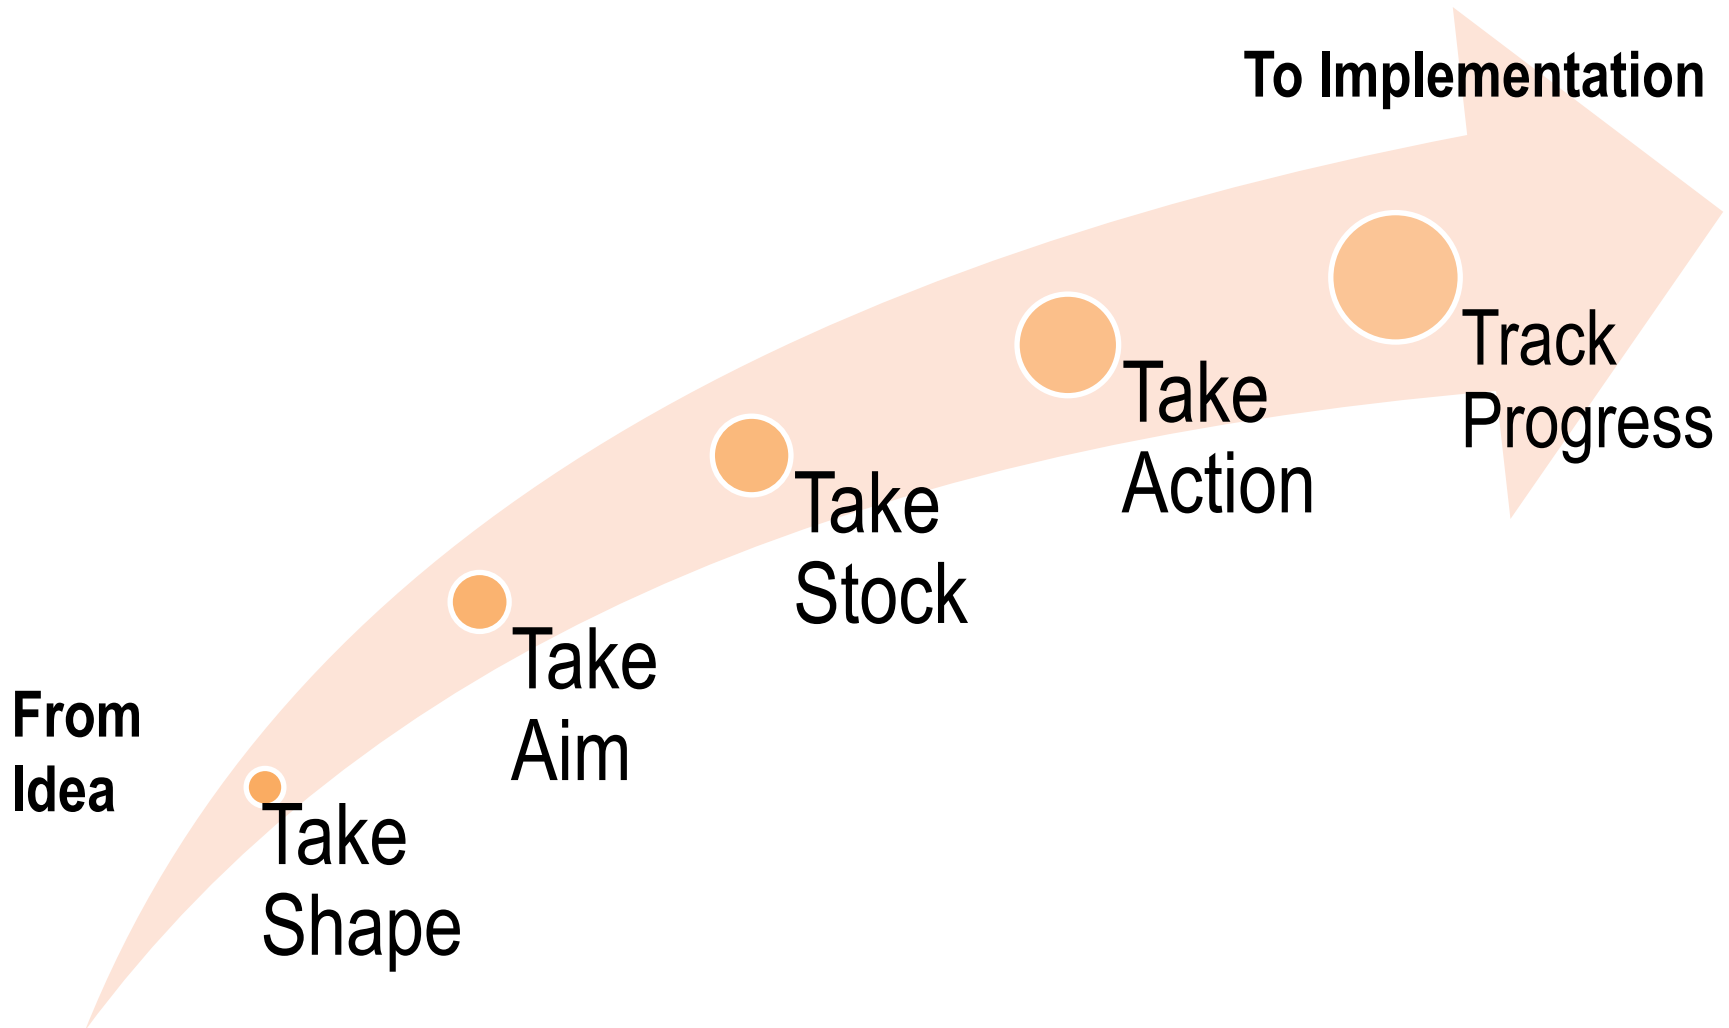 To Implementation
Track
Progress
Take
Action
Take
Stock
Take
Aim
From
Idea
Take
Shape